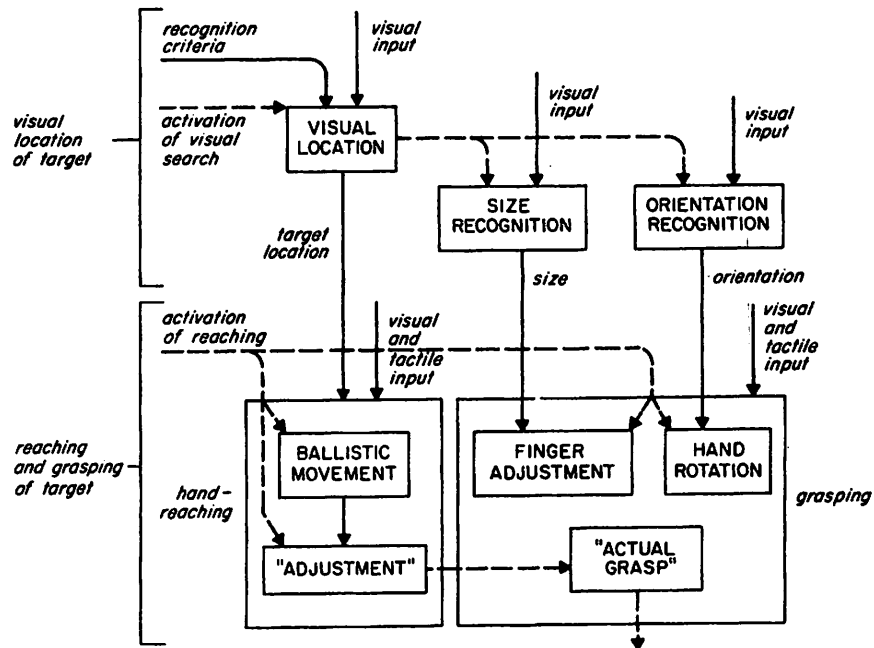 recognition
criteria
visual
input
visual
input
visual
input
activation
of visual
search
visual
location
of target
VISUAL
LOCATION
SIZE
RECOGNITION
ORIENTATION
RECOGNITION
target
location
size
orientation
activation
of reaching
visual
and
tactile
input
visual
and
tactile
input
reaching
and grasping
of target
BALLISTIC
MOVEMENT
FINGER
ADJUSTMENT
HAND
ROTATION
hand-
reaching
grasping
"ADJUSTMENT"
"ACTUAL
GRASP"